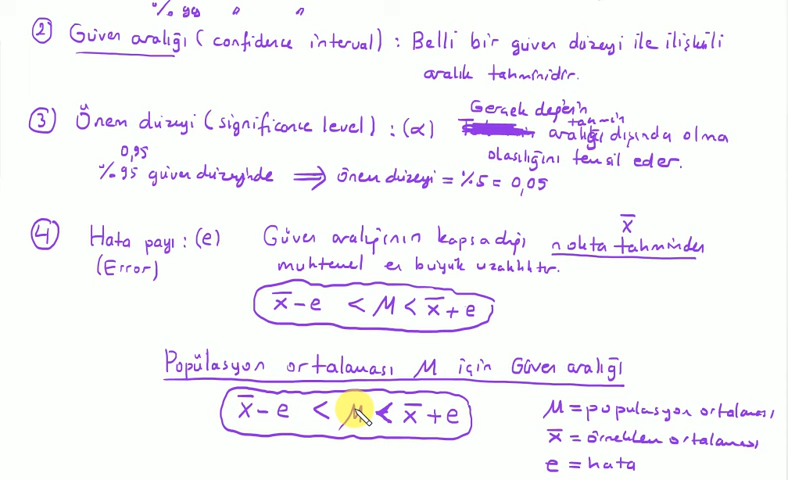 % 99
② Güven aralığı (confidence interval) : Belli bir güven düzeyi ile ilişkili
aralık tahminidir.
③ Önem düzeyi (significance level) : (α) Gerçek değerin tahmin
aralığı dışında olma
olasılığını temsil eder.
0,95
% 95 güven düzeyinde ⟹ önem düzeyi = %5 = 0,05
④ Hata payı : (e) Güven aralığının kapsadığı nokta tahminden x̅
(Error) muhtemel en büyük uzaklıktır.
x̅ - e < μ < x̅ + e
Popülasyon ortalaması μ için Güven aralığı
x̅ - e < μ < x̅ + e
μ = populasyon ortalaması
x̅ = örneklem ortalaması
e = hata